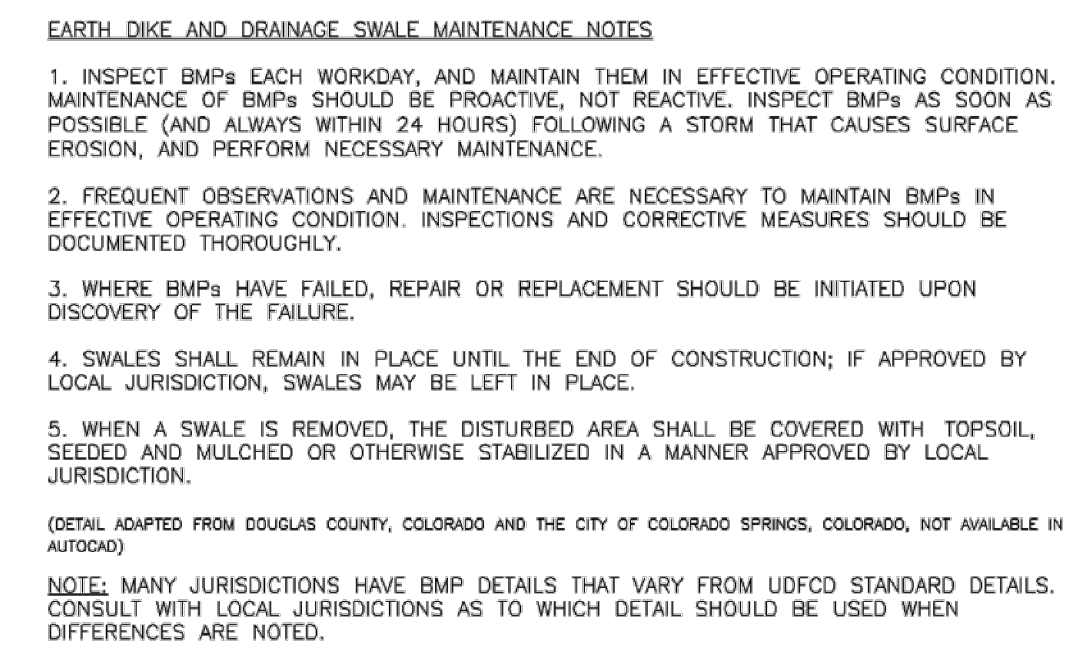 EARTH DIKE AND DRAINAGE SWALE MAINTENANCE NOTES
1. INSPECT BMPs EACH WORKDAY, AND MAINTAIN THEM IN EFFECTIVE OPERATING CONDITION.
MAINTENANCE OF BMPs SHOULD BE PROACTIVE, NOT REACTIVE. INSPECT BMPs AS SOON AS
POSSIBLE (AND ALWAYS WITHIN 24 HOURS) FOLLOWING A STORM THAT CAUSES SURFACE
EROSION, AND PERFORM NECESSARY MAINTENANCE.
2. FREQUENT OBSERVATIONS AND MAINTENANCE ARE NECESSARY TO MAINTAIN BMPs IN
EFFECTIVE OPERATING CONDITION. INSPECTIONS AND CORRECTIVE MEASURES SHOULD BE
DOCUMENTED THOROUGHLY.
3. WHERE BMPs HAVE FAILED, REPAIR OR REPLACEMENT SHOULD BE INITIATED UPON
DISCOVERY OF THE FAILURE.
4. SWALES SHALL REMAIN IN PLACE UNTIL THE END OF CONSTRUCTION; IF APPROVED BY
LOCAL JURISDICTION, SWALES MAY BE LEFT IN PLACE.
5. WHEN A SWALE IS REMOVED, THE DISTURBED AREA SHALL BE COVERED WITH TOPSOIL,
SEEDED AND MULCHED OR OTHERWISE STABILIZED IN A MANNER APPROVED BY LOCAL
JURISDICTION.
(DETAIL ADAPTED FROM DOUGLAS COUNTY, COLORADO AND THE CITY OF COLORADO SPRINGS, COLORADO, NOT AVAILABLE IN
AUTOCAD)
NOTE: MANY JURISDICTIONS HAVE BMP DETAILS THAT VARY FROM UDFCD STANDARD DETAILS.
CONSULT WITH LOCAL JURISDICTIONS AS TO WHICH DETAIL SHOULD BE USED WHEN
DIFFERENCES ARE NOTED.